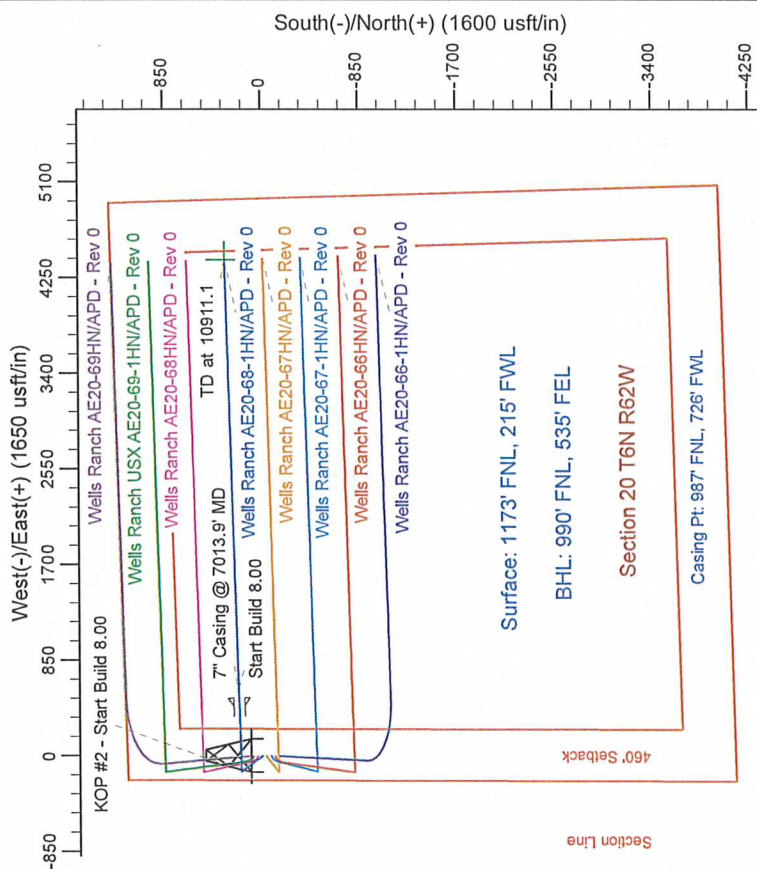 South(-)/North(+) (1600 usft/in)
850
0
-850
-1700
-2550
-3400
-4250
West(-)/East(+) (1650 usft/in)
5100
4250
3400
2550
1700
850
0
-850
Wells Ranch AE20-69HN/APD - Rev 0
Wells Ranch USX AE20-69-1HN/APD - Rev 0
Wells Ranch AE20-68HN/APD - Rev 0
TD at 10911.1
Wells Ranch AE20-68-1HN/APD - Rev 0
Wells Ranch AE20-67HN/APD - Rev 0
Wells Ranch AE20-67-1HN/APD - Rev 0
Wells Ranch AE20-66HN/APD - Rev 0
Wells Ranch AE20-66-1HN/APD - Rev 0
KOP #2 - Start Build 8.00
7" Casing @ 7013.9' MD
Start Build 8.00
Surface: 1173' FNL, 215' FWL
BHL: 990' FNL, 535' FEL
Section 20 T6N R62W
Casing Pt: 987' FNL, 726' FWL
460' Setback
Section Line